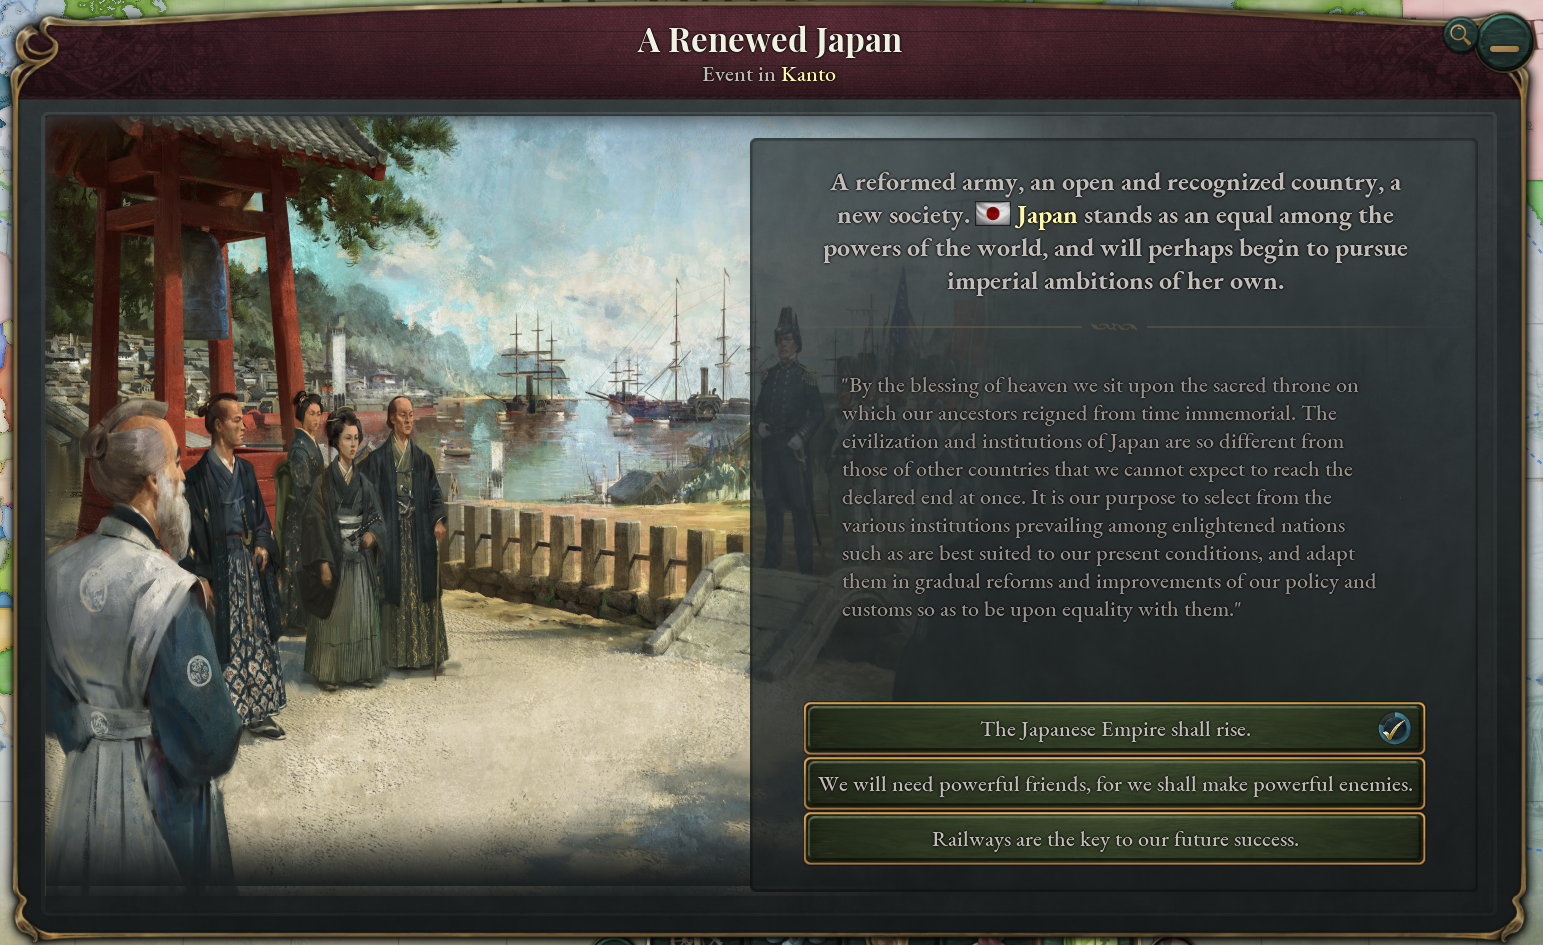 A Renewed Japan
Event in Kanto
A reformed army, an open and recognized country, a
new society. Japan stands as an equal among the
powers of the world, and will perhaps begin to pursue
imperial ambitions of her own.
"By the blessing of heaven we sit upon the sacred throne on
which our ancestors reigned from time immemorial. The
civilization and institutions of Japan are so different from
those of other countries that we cannot expect to reach the
declared end at once. It is our purpose to select from the
various institutions prevailing among enlightened nations
such as are best suited to our present conditions, and adapt
them in gradual reforms and improvements of our policy and
customs so as to be upon equality with them."
The Japanese Empire shall rise.
We will need powerful friends, for we shall make powerful enemies.
Railways are the key to our future success.